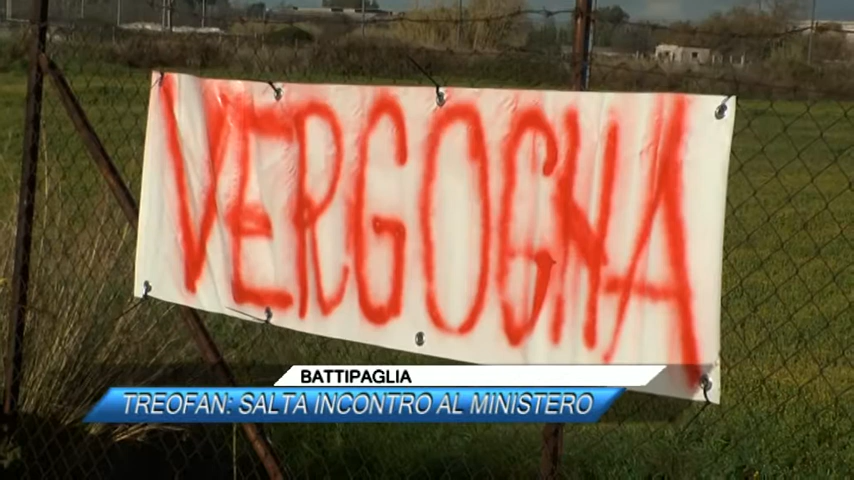 VERGOGNA
BATTIPAGLIA
TREOFAN: SALTA INCONTRO AL MINISTERO